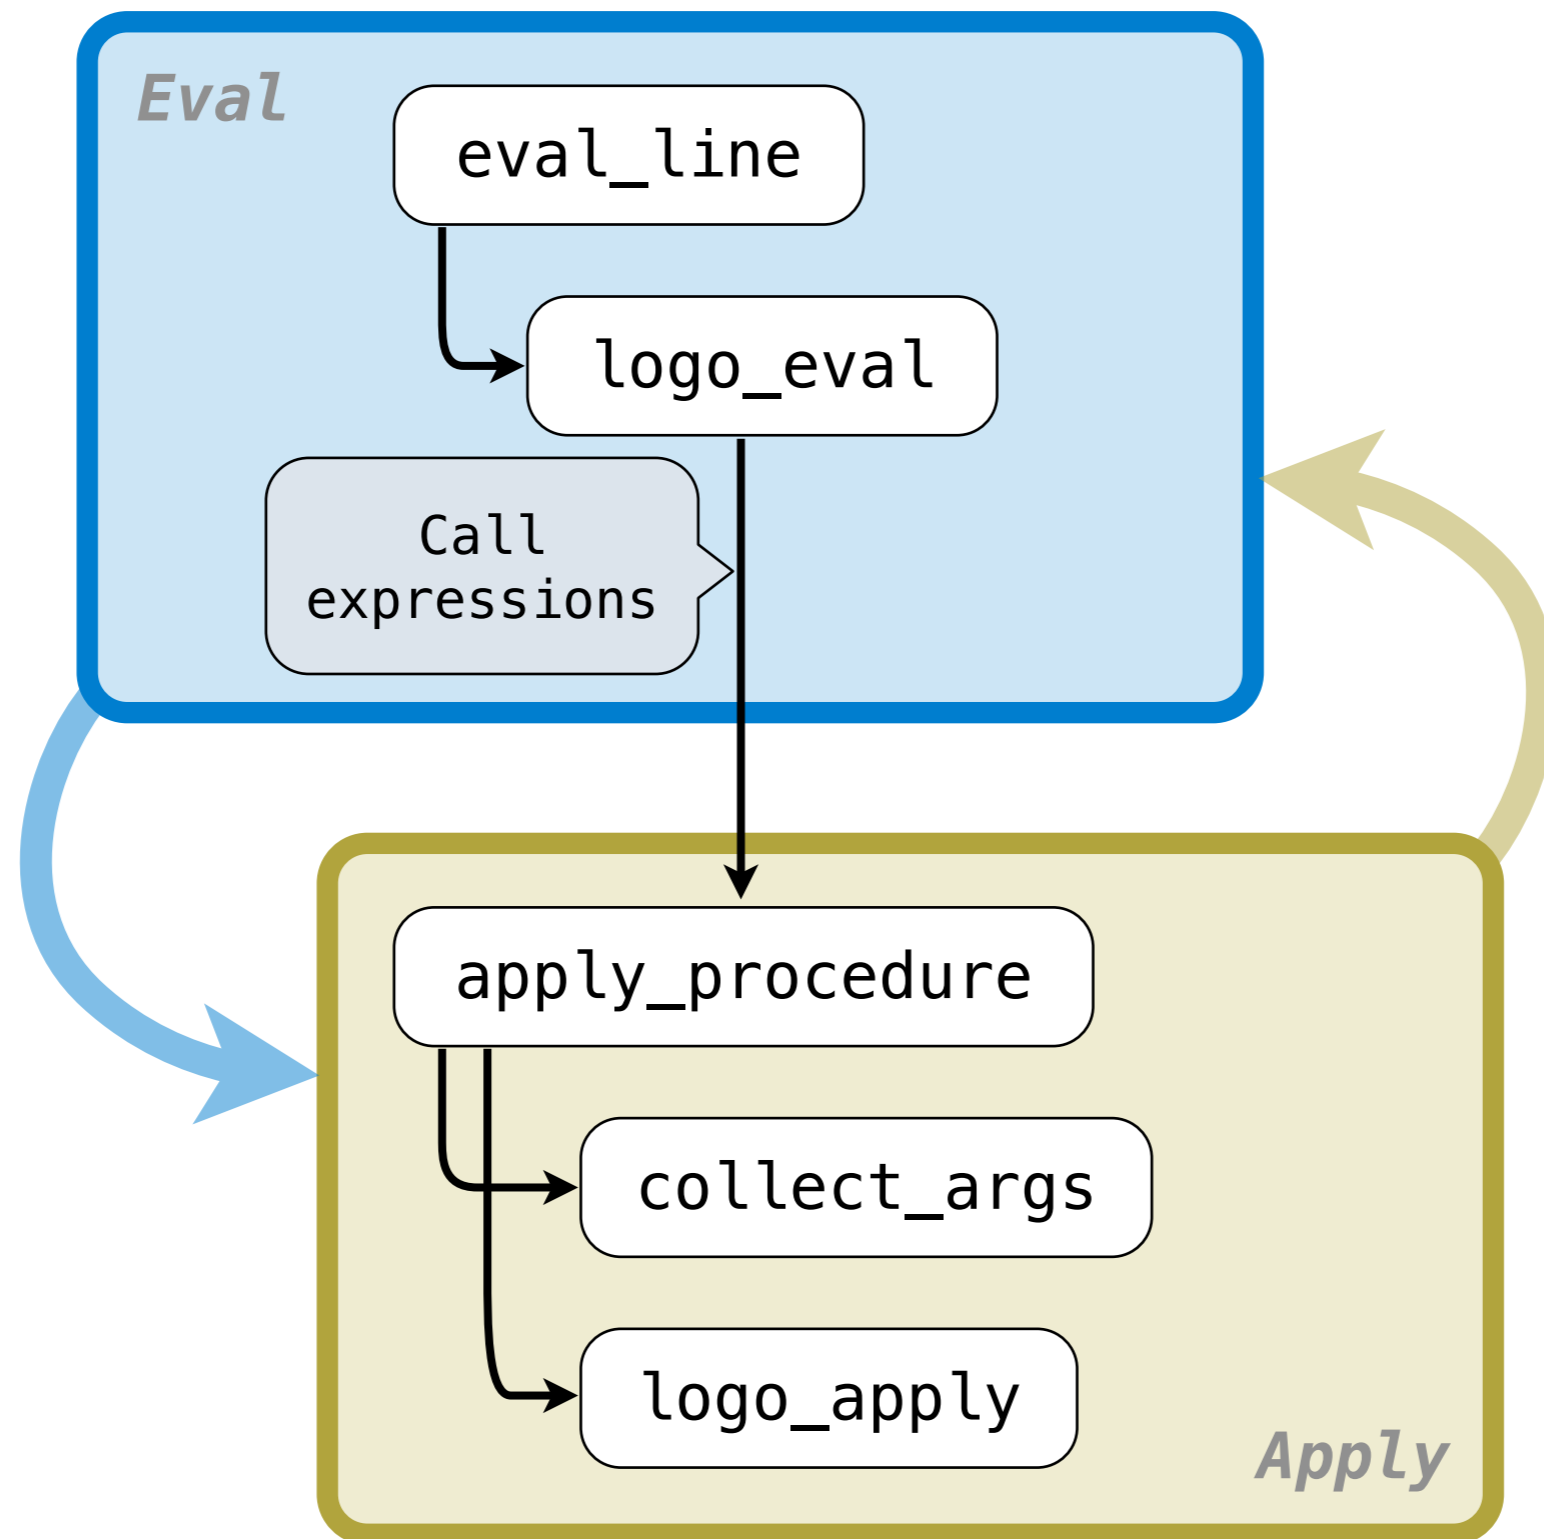 Eval
eval_line
logo_eval
Call
expressions
apply_procedure
collect_args
logo_apply
Apply